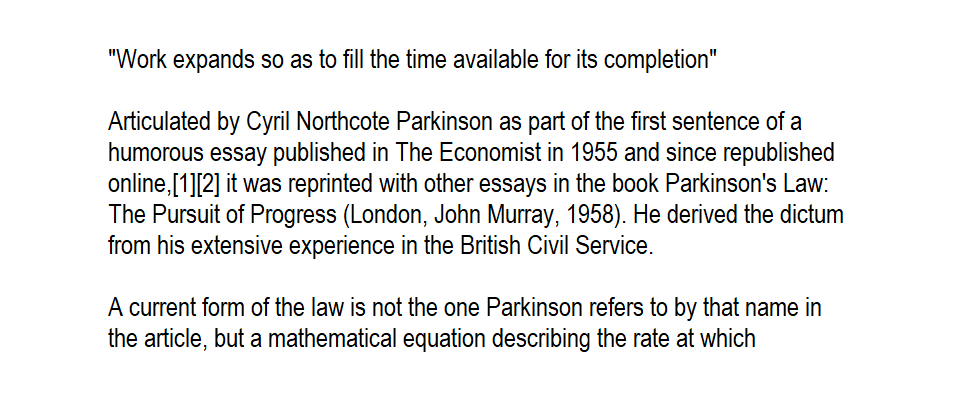 "Work expands so as to fill the time available for its completion"
Articulated by Cyril Northcote Parkinson as part of the first sentence of a
humorous essay published in The Economist in 1955 and since republished
online,[1][2] it was reprinted with other essays in the book Parkinson's Law:
The Pursuit of Progress (London, John Murray, 1958). He derived the dictum
from his extensive experience in the British Civil Service.
A current form of the law is not the one Parkinson refers to by that name in
the article, but a mathematical equation describing the rate at which